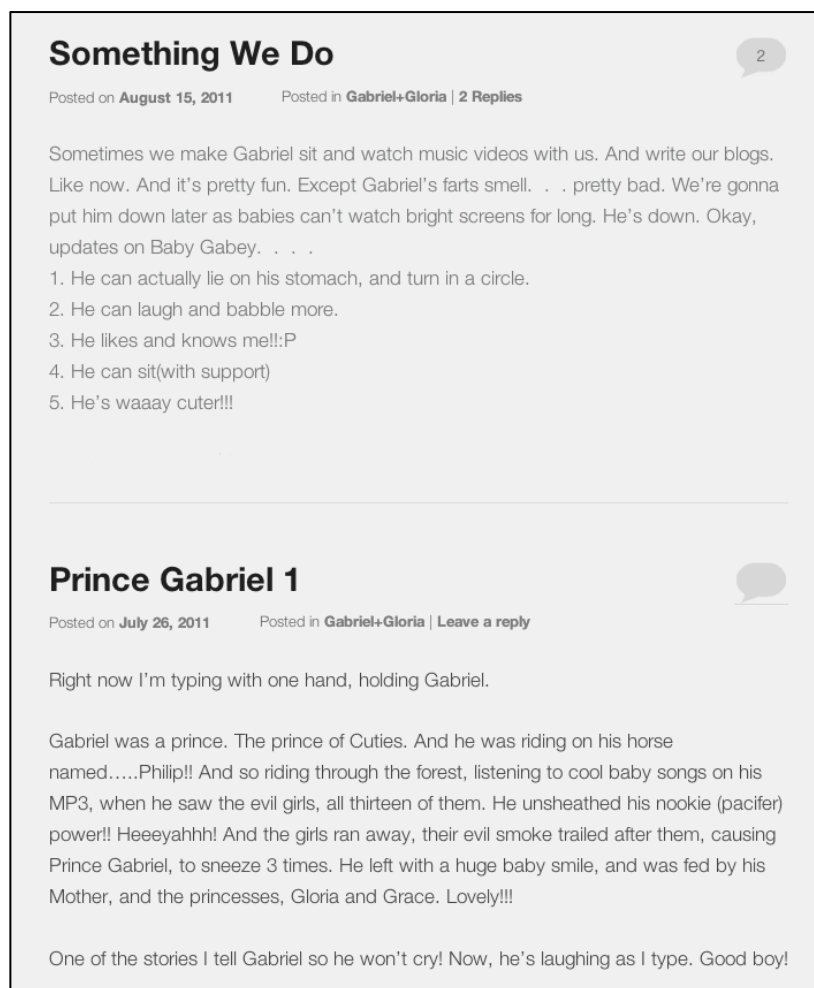 Something We Do
2
Posted on August 15, 2011 Posted in Gabriel+Gloria | 2 Replies
Sometimes we make Gabriel sit and watch music videos with us. And write our blogs.
Like now. And it's pretty fun. Except Gabriel's farts smell. . . pretty bad. We're gonna
put him down later as babies can't watch bright screens for long. He's down. Okay,
updates on Baby Gabey. . . .
1. He can actually lie on his stomach, and turn in a circle.
2. He can laugh and babble more.
3. He likes and knows me!!:P
4. He can sit(with support)
5. He's waaay cuter!!!
Prince Gabriel 1
Posted on July 26, 2011 Posted in Gabriel+Gloria | Leave a reply
Right now I'm typing with one hand, holding Gabriel.
Gabriel was a prince. The prince of Cuties. And he was riding on his horse
named.....Philip!! And so riding through the forest, listening to cool baby songs on his
MP3, when he saw the evil girls, all thirteen of them. He unsheathed his nookie (pacifer)
power!! Heeeyahhh! And the girls ran away, their evil smoke trailed after them, causing
Prince Gabriel, to sneeze 3 times. He left with a huge baby smile, and was fed by his
Mother, and the princesses, Gloria and Grace. Lovely!!!
One of the stories I tell Gabriel so he won't cry! Now, he's laughing as I type. Good boy!